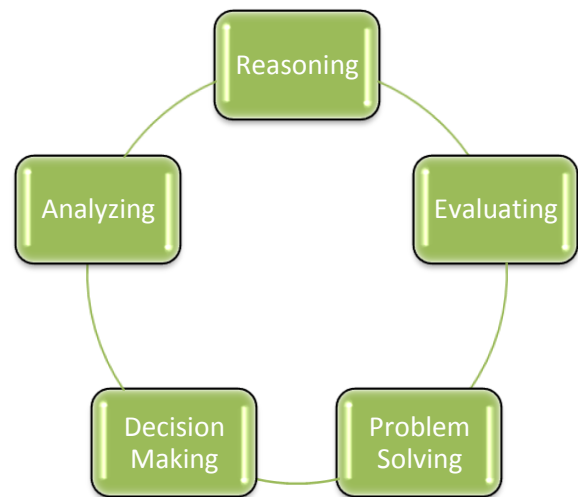 Reasoning
Evaluating
Problem
Solving
Decision
Making
Analyzing